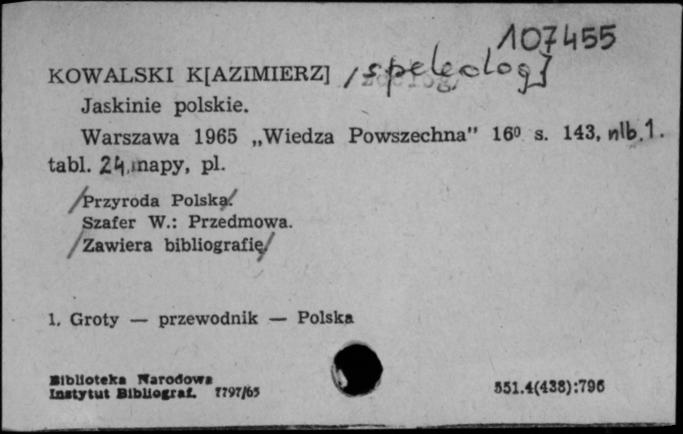 107455
KOWALSKI K[AZIMIERZ] /speleolog]
Jaskinie polskie.
Warszawa 1965 „Wiedza Powszechna” 16⁰ s. 143, nlb. 1.
tabl. 24, mapy, pl.
/Przyroda Polska/
Szafer W.: Przedmowa.
/Zawiera bibliografię/
1. Groty — przewodnik — Polska
Biblioteka Narodowa
Instytut Bibliograf. 7797/65
551.4(438):796